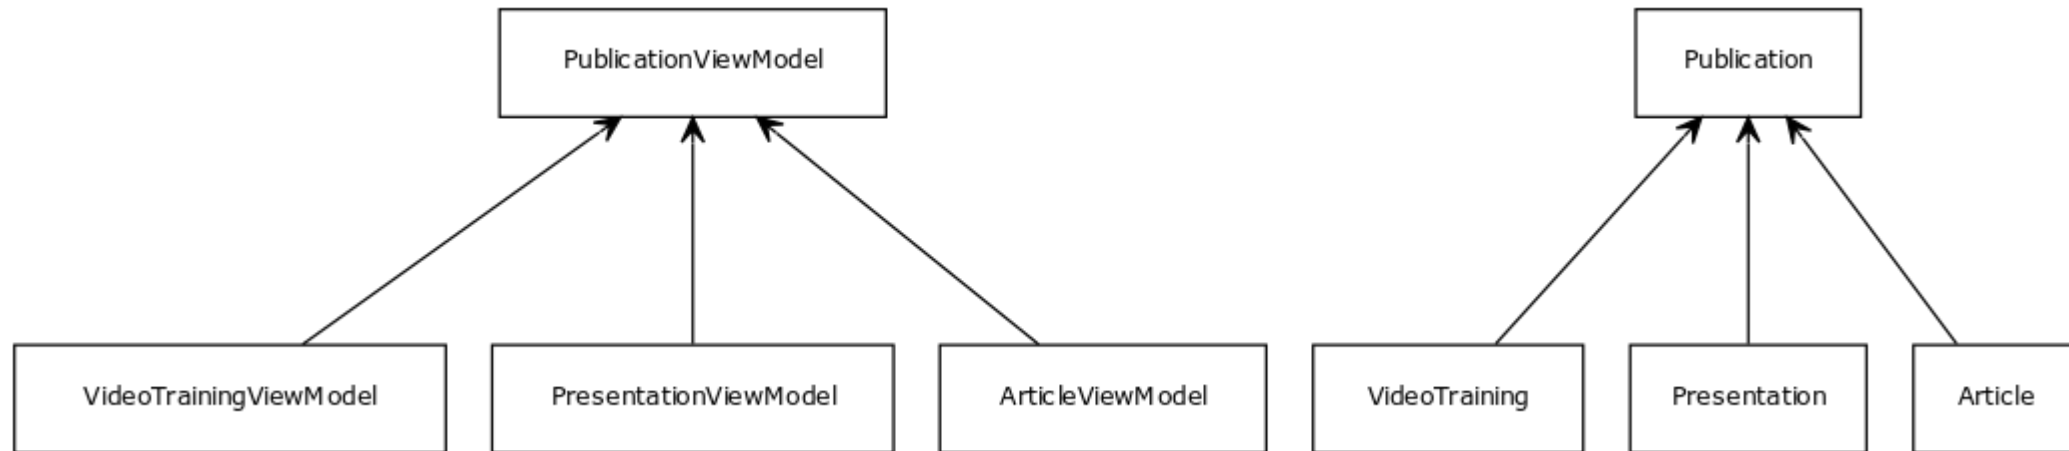 PublicationViewModel
Publication
VideoTrainingViewModel
PresentationViewModel
ArticleViewModel
VideoTraining
Presentation
Article